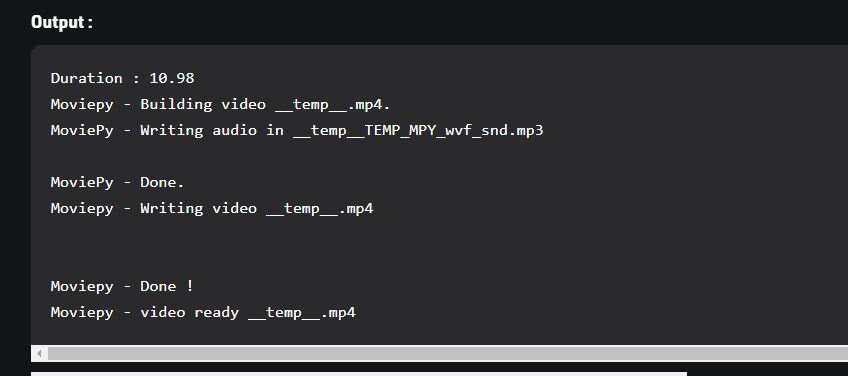 Output :
Duration : 10.98
Moviepy - Building video __temp__.mp4.
MoviePy - Writing audio in __temp__TEMP_MPY_wvf_snd.mp3
MoviePy - Done.
Moviepy - Writing video __temp__.mp4
Moviepy - Done !
Moviepy - video ready __temp__.mp4